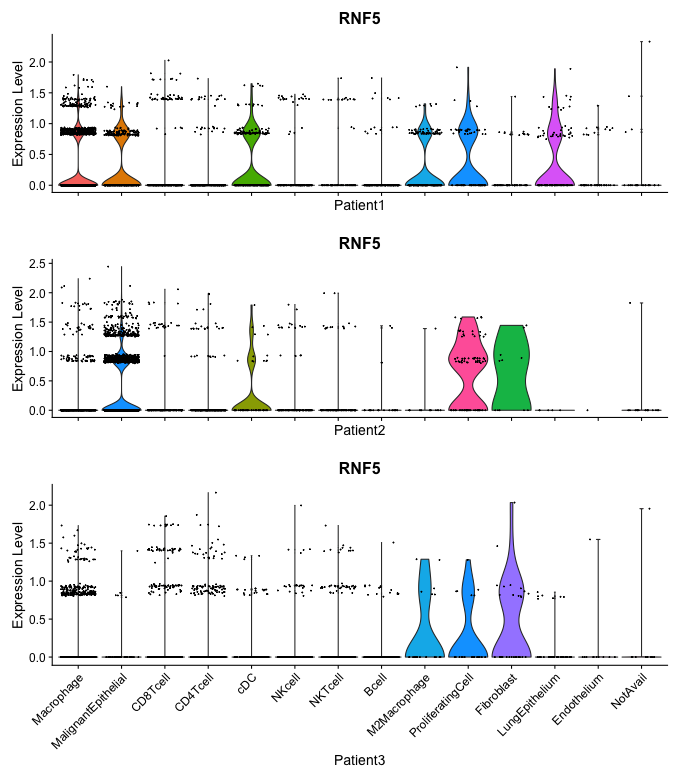 RNF5
Expression Level
2.0
1.5
1.0
0.5
0.0
Patient1
RNF5
Expression Level
2.5
2.0
1.5
1.0
0.5
0.0
Patient2
RNF5
Expression Level
2.0
1.5
1.0
0.5
0.0
Macrophage
MalignantEpithelial
CD8Tcell
CD4Tcell
cDC
NKcell
NKTcell
Bcell
M2Macrophage
ProliferatingCell
Fibroblast
LungEpithelium
Endothelium
NotAvail
Patient3